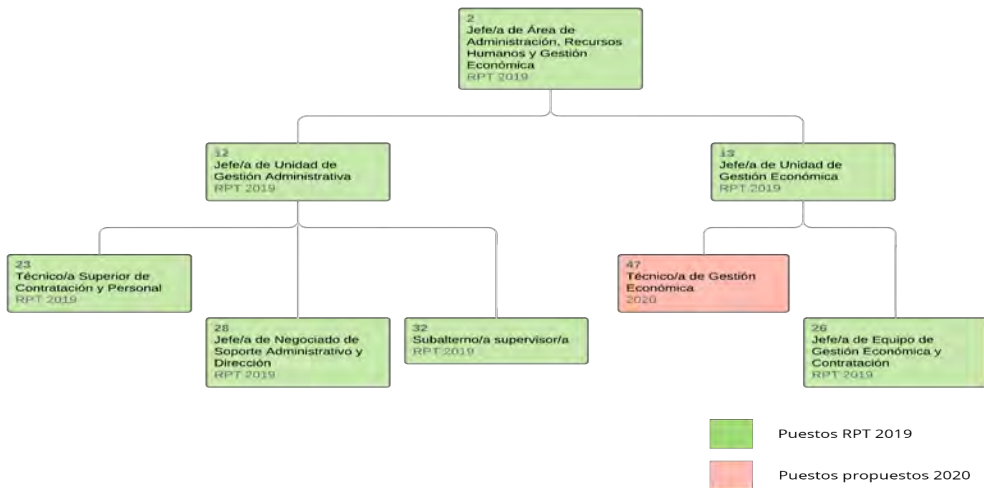 2
Jefe/a de Área de
Administración, Recursos
Humanos y Gestión
Económica
RPT 2019
12
Jefe/a de Unidad de
Gestión Administrativa
RPT 2019
13
Jefe/a de Unidad de
Gestión Económica
RPT 2019
23
Técnico/a Superior de
Contratación y Personal
RPT 2019
28
Jefe/a de Negociado de
Soporte Administrativo y
Dirección
RPT 2019
32
Subalterno/a supervisor/a
RPT 2019
47
Técnico/a de Gestión
Económica
2020
26
Jefe/a de Equipo de
Gestión Económica y
Contratación
RPT 2019
Puestos RPT 2019
Puestos propuestos 2020